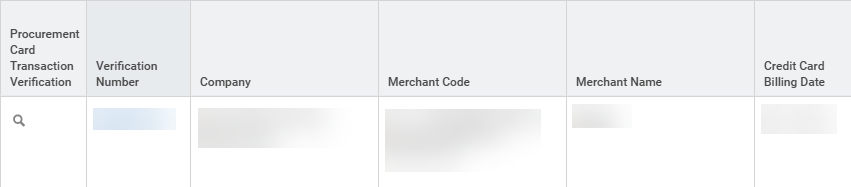 Procurement
Card
Transaction
Verification
Verification
Number
Company
Merchant Code
Merchant Name
Credit Card
Billing Date